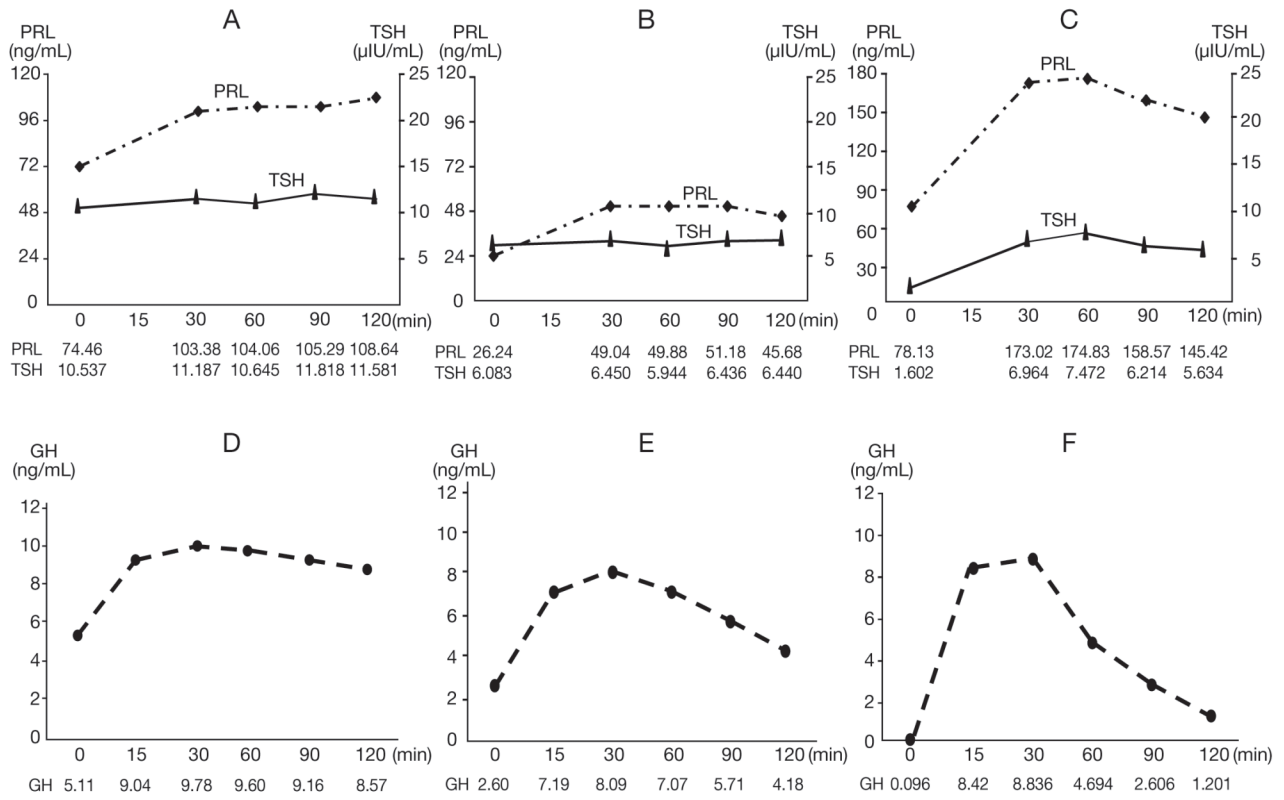 A
PRL
(ng/mL)
TSH
(µIU/mL)
120
96
72
48
24
0
25
20
15
10
5
PRL
TSH
0 15 30 60 90 120 (min)
PRL 74.46 103.38 104.06 105.29 108.64
TSH 10.537 11.187 10.645 11.818 11.581
B
PRL
(ng/mL)
TSH
(µIU/mL)
120
96
72
48
24
0
25
20
15
10
5
PRL
TSH
0 15 30 60 90 120 (min)
PRL 26.24 49.04 49.88 51.18 45.68
TSH 6.083 6.450 5.944 6.436 6.440
C
PRL
(ng/mL)
TSH
(µIU/mL)
180
150
120
90
60
30
0
25
20
15
10
5
PRL
TSH
0 15 30 60 90 120 (min)
PRL 78.13 173.02 174.83 158.57 145.42
TSH 1.602 6.964 7.472 6.214 5.634
D
GH
(ng/mL)
12
10
8
6
4
2
0
0 15 30 60 90 120 (min)
GH 5.11 9.04 9.78 9.60 9.16 8.57
E
GH
(ng/mL)
12
10
8
6
4
2
0
0 15 30 60 90 120 (min)
GH 2.60 7.19 8.09 7.07 5.71 4.18
F
GH
(ng/mL)
12
10
8
6
4
2
0
0 15 30 60 90 120 (min)
GH 0.096 8.42 8.836 4.694 2.606 1.201